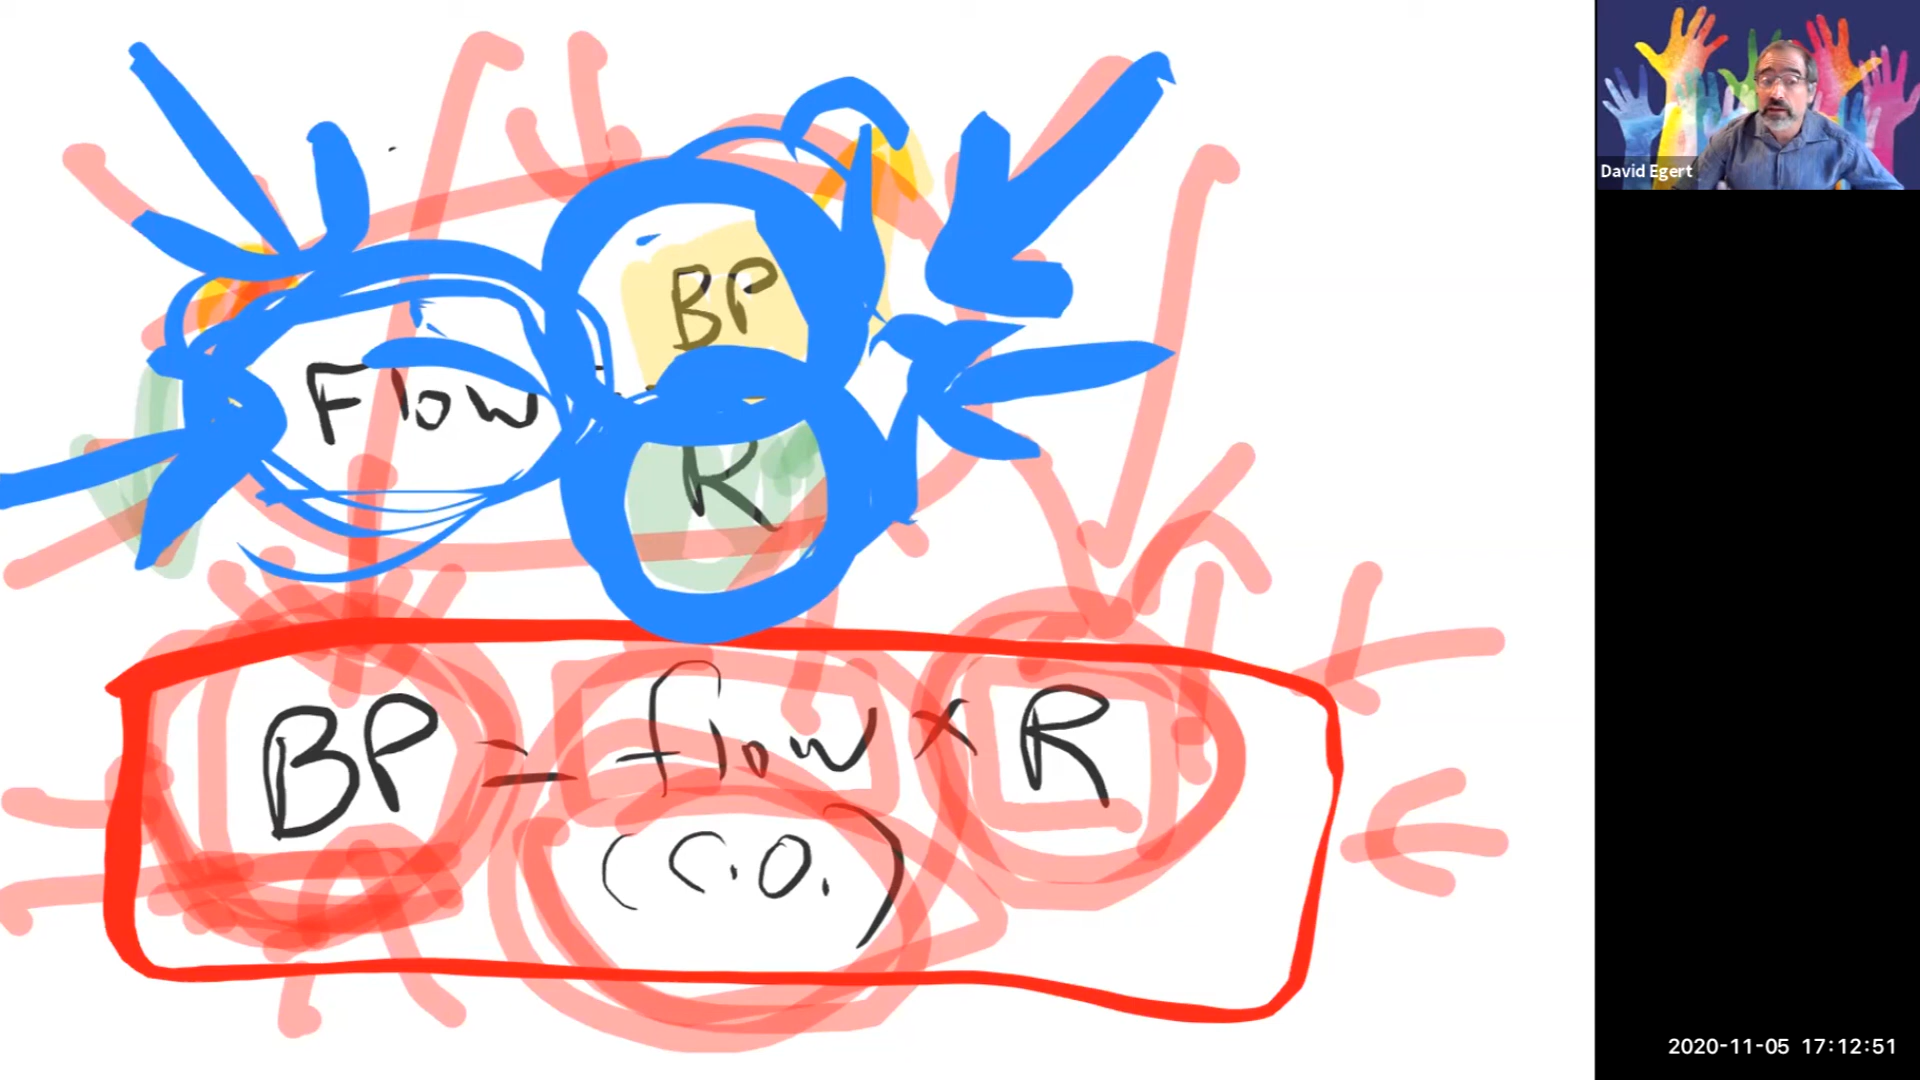 Flow
BP
R
BP = flow x R
(C.O.)
David Egert
2020-11-05 17:12:51